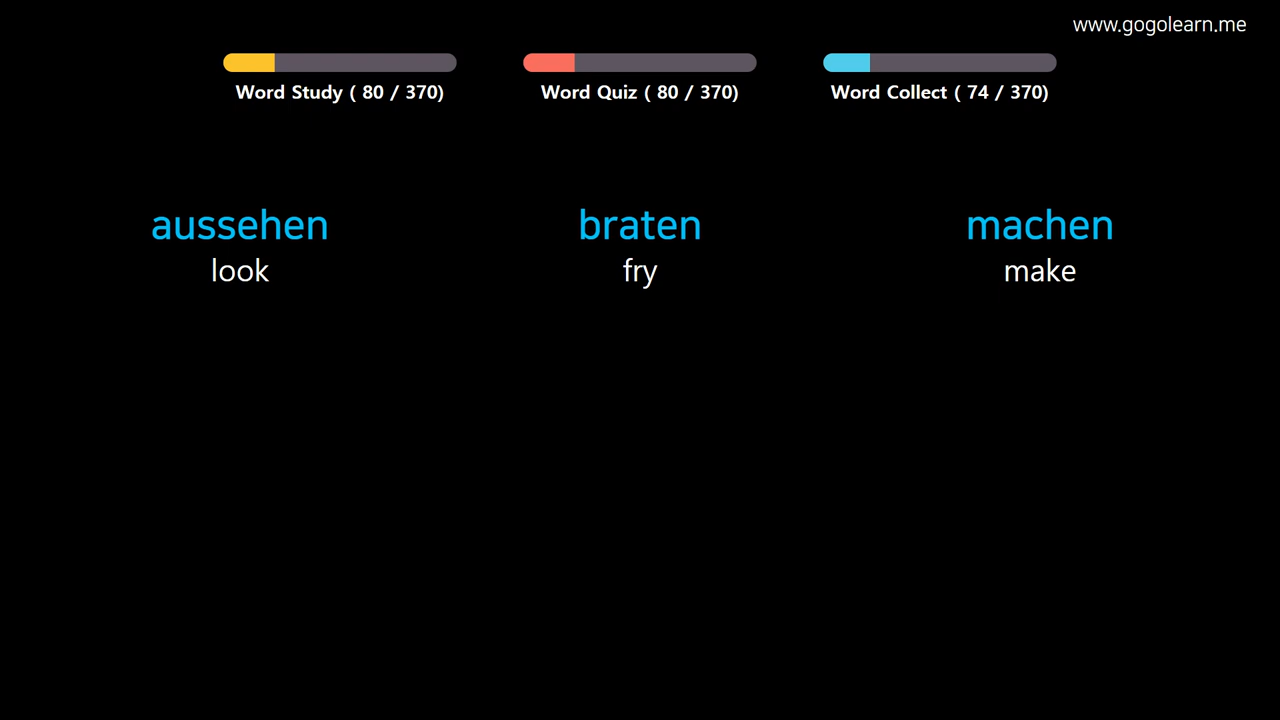 www.gogolearn.me
Word Study ( 80 / 370)
Word Quiz ( 80 / 370)
Word Collect ( 74 / 370)
aussehen
look
braten
fry
machen
make